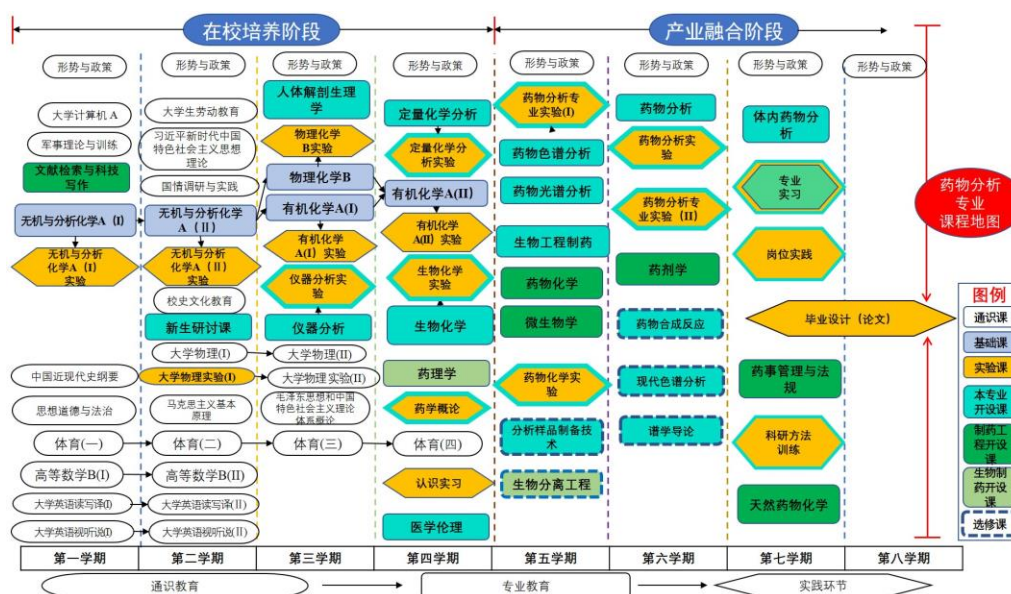 在校培养阶段
产业融合阶段
形势与政策
形势与政策
形势与政策
形势与政策
形势与政策
形势与政策
形势与政策
形势与政策
大学计算机 A
军事理论与训练
文献检索与科技
写作
无机与分析化学A (I)
无机与分析
化学A (I)
实验
中国近现代史纲要
思想道德与法治
体育(一)
高等数学B(I)
大学英语读写译(I)
大学英语视听说(I)
大学生劳动教育
习近平新时代中国
特色社会主义思想
理论
国情调研与实践
无机与分析化学
A (II)
无机与分析
化学A (II)
实验
校史文化教育
新生研讨课
大学物理(I)
大学物理实验(I)
马克思主义基本
原理
体育(二)
高等数学B(II)
大学英语读写译(II)
大学英语视听说(II)
人体解剖生理
学
物理化学
B实验
物理化学B
有机化学A(I)
有机化学
A(I) 实验
仪器分析实
验
仪器分析
大学物理(II)
大学物理实验(II)
毛泽东思想和中国
特色社会主义理论
体系概论
体育(三)
定量化学分析
定量化学分
析实验
有机化学A(II)
有机化学
A(II) 实验
生物化学实
验
生物化学
药理学
药学概论
体育(四)
认识实习
医学伦理
药物分析专
业实验(I)
药物色谱分析
药物光谱分析
生物工程制药
药物化学
微生物学
药物化学实
验
分析样品制备技
术
生物分离工程
药物分析
药物分析实
验
药物分析专
业实验 (II)
药剂学
药物合成反应
现代色谱分析
谱学导论
体内药物分
析
专业
实习
岗位实践
毕业设计（论文）
药事管理与法
规
科研方法
训练
天然药物化学
药物分析
专业
课程地图
图例
通识课
基础课
实验课
本专业
开设课
制药工
程开设
课
生物制
药开设
课
选修课
第一学期
第二学期
第三学期
第四学期
第五学期
第六学期
第七学期
第八学期
通识教育
专业教育
实践环节